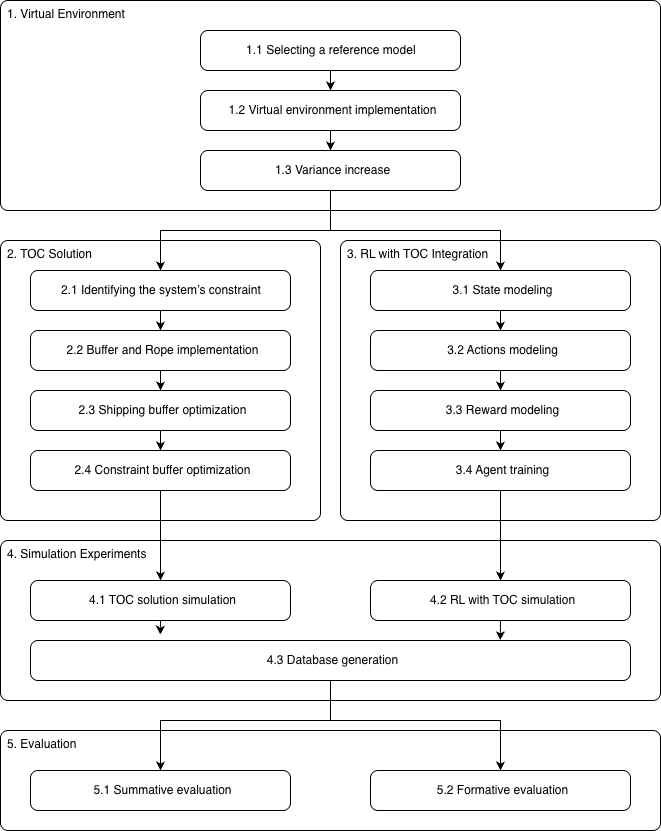 1. Virtual Environment
1.1 Selecting a reference model
1.2 Virtual environment implementation
1.3 Variance increase
2. TOC Solution
2.1 Identifying the system's constraint
2.2 Buffer and Rope implementation
2.3 Shipping buffer optimization
2.4 Constraint buffer optimization
3. RL with TOC Integration
3.1 State modeling
3.2 Actions modeling
3.3 Reward modeling
3.4 Agent training
4. Simulation Experiments
4.1 TOC solution simulation
4.2 RL with TOC simulation
4.3 Database generation
5. Evaluation
5.1 Summative evaluation
5.2 Formative evaluation